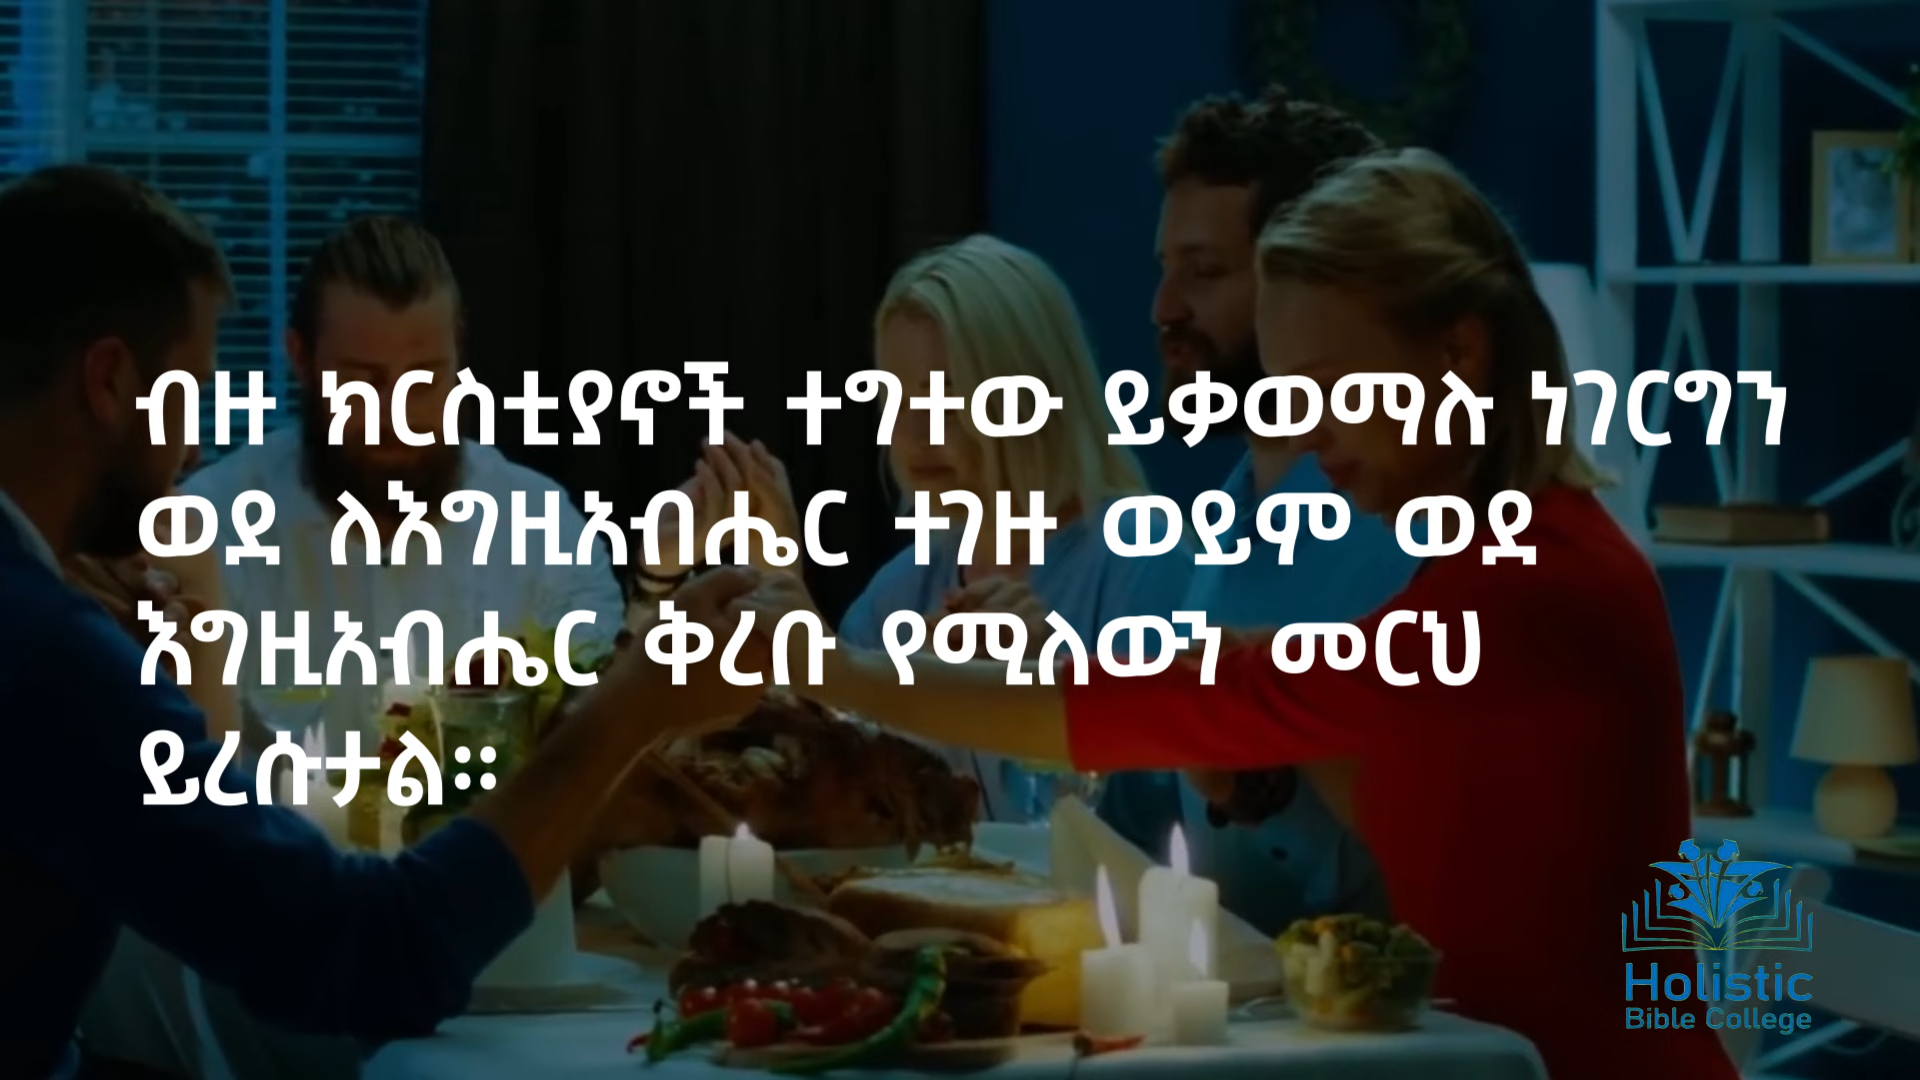 ብዙ ክርስቲያኖች ተግተው ይቃወማሉ ነገርግን
ወደ ለእግዚአብሔር ተገዙ ወይም ወደ
እግዚአብሔር ቅረቡ የሚለውን መርህ
ይረሱታል።
Holistic
Bible College